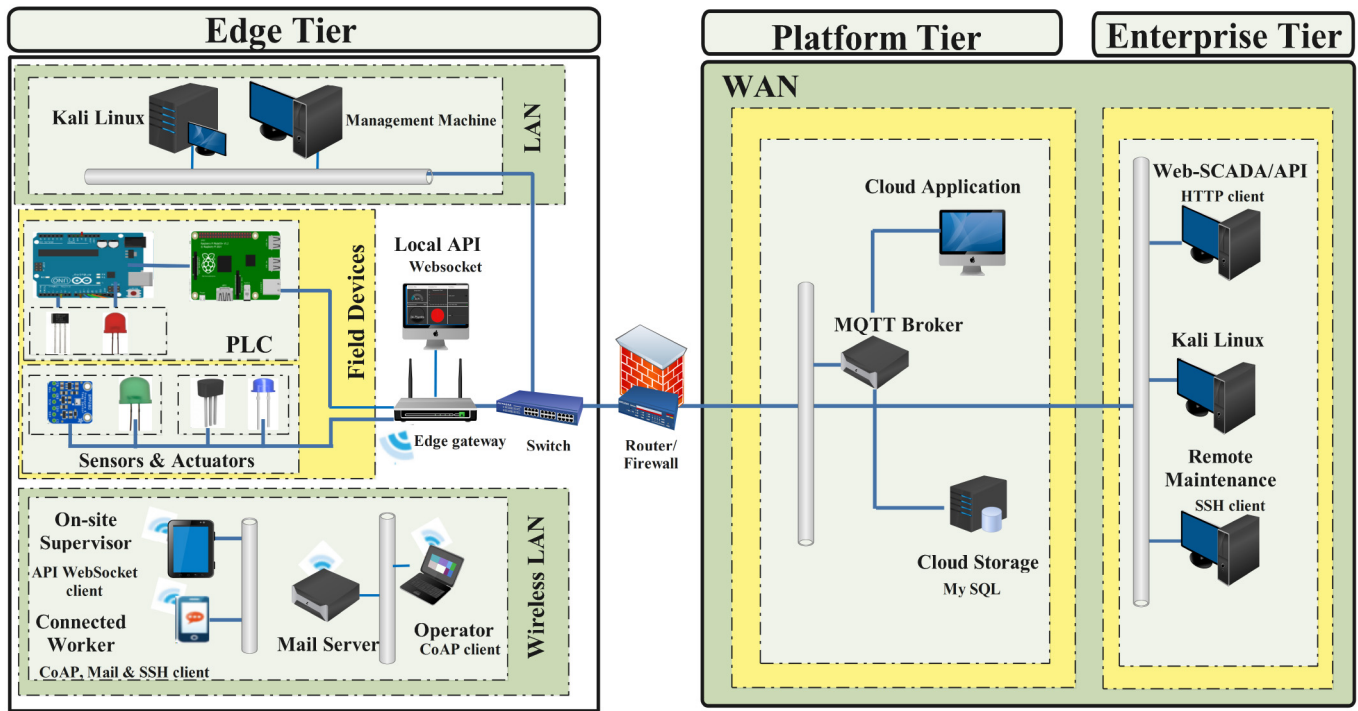 Edge Tier
Platform Tier
Enterprise Tier
Kali Linux
Management Machine
LAN
PLC
Field Devices
Sensors & Actuators
Local API
Websocket
Edge gateway
Switch
Router/
Firewall
On-site
Supervisor
API WebSocket
client
Connected
Worker
CoAP, Mail & SSH client
Mail Server
Operator
CoAP client
Wireless LAN
WAN
Cloud Application
MQTT Broker
Cloud Storage
My SQL
Web-SCADA/API
HTTP client
Kali Linux
Remote
Maintenance
SSH client